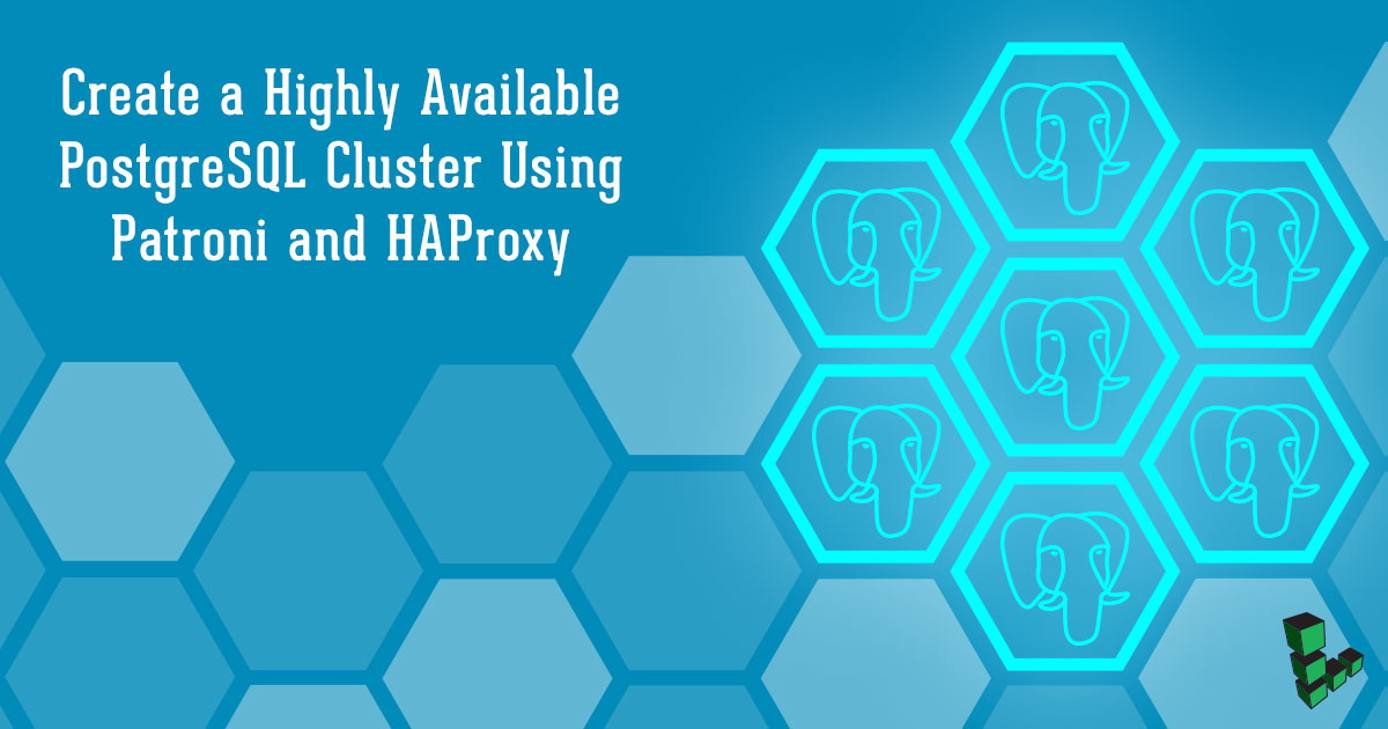 Create a Highly Available
PostgreSQL Cluster Using
Patroni and HAProxy